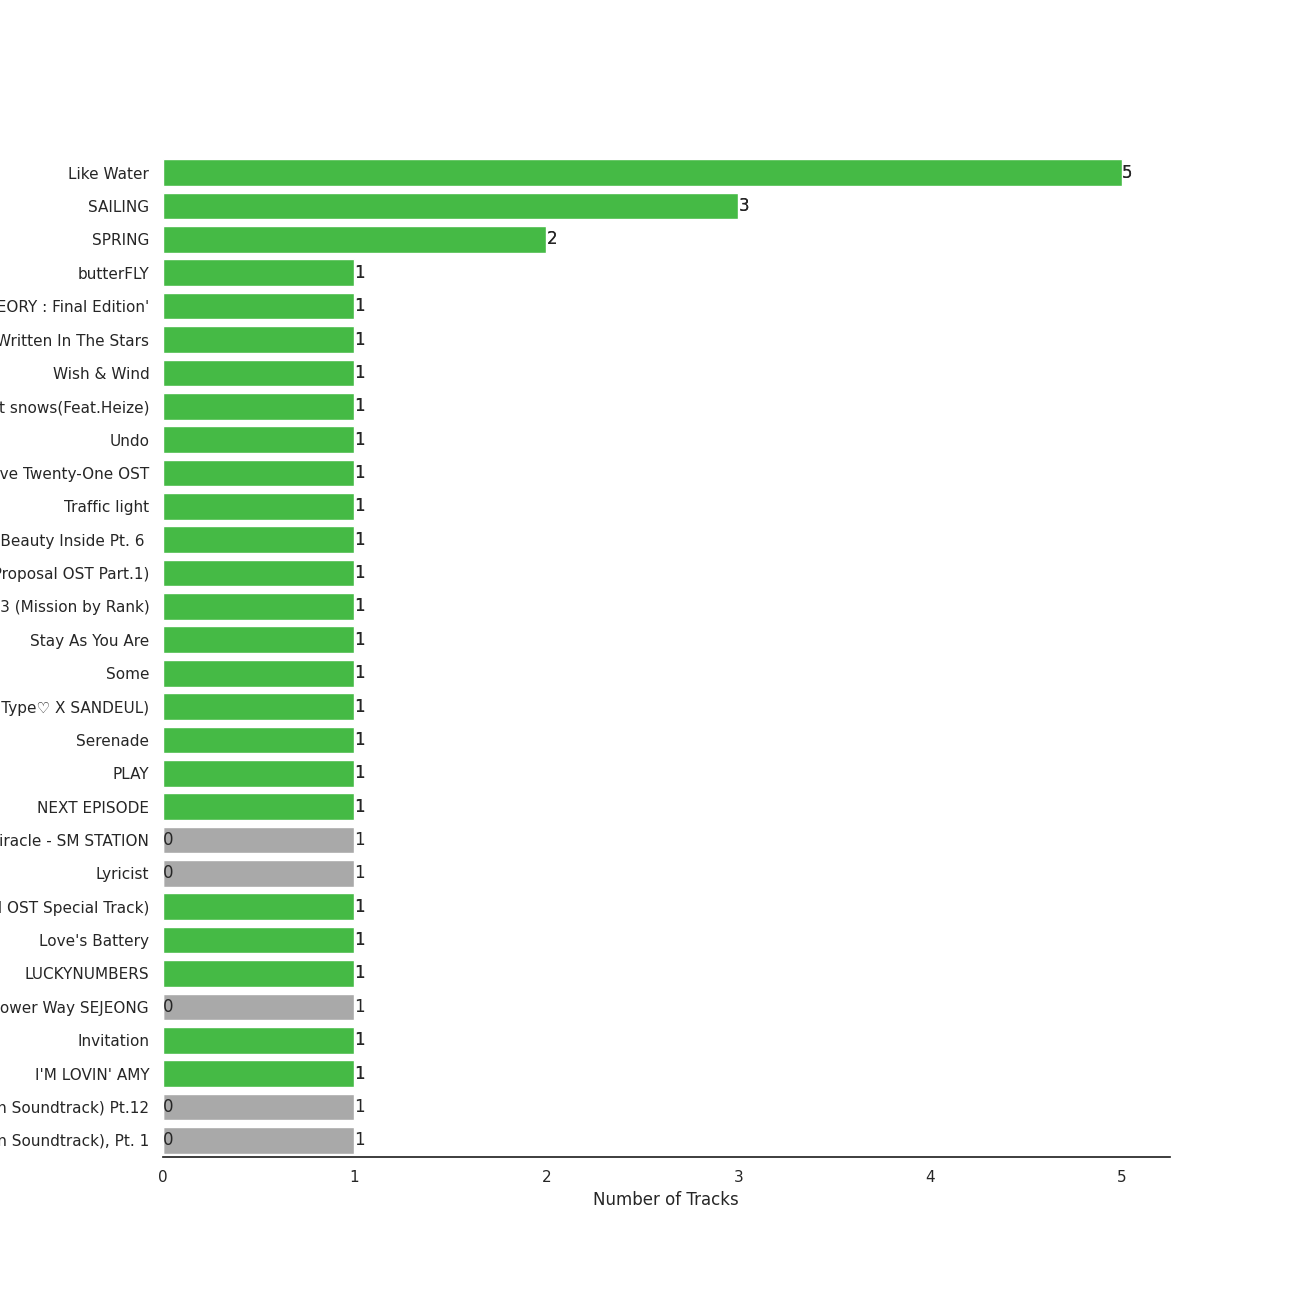 Like Water 5
SAILING 3
SPRING 2
butterFLY 1
EORY : Final Edition' 1
Written In The Stars 1
Wish & Wind 1
t snows(Feat.Heize) 1
Undo 1
ve Twenty-One OST 1
Traffic light 1
Beauty Inside Pt. 6 1
Proposal OST Part.1) 1
3 (Mission by Rank) 1
Stay As You Are 1
Some 1
Type♡ X SANDEUL) 1
Serenade 1
PLAY 1
NEXT EPISODE 1
iracle - SM STATION 0 1
Lyricist 0 1
OST Special Track) 1
Love's Battery 1
LUCKYNUMBERS 1
ower Way SEJEONG 0 1
Invitation 1
I'M LOVIN' AMY 1
n Soundtrack) Pt.12 0 1
n Soundtrack), Pt. 1 0 1
0 1 2 3 4 5
Number of Tracks